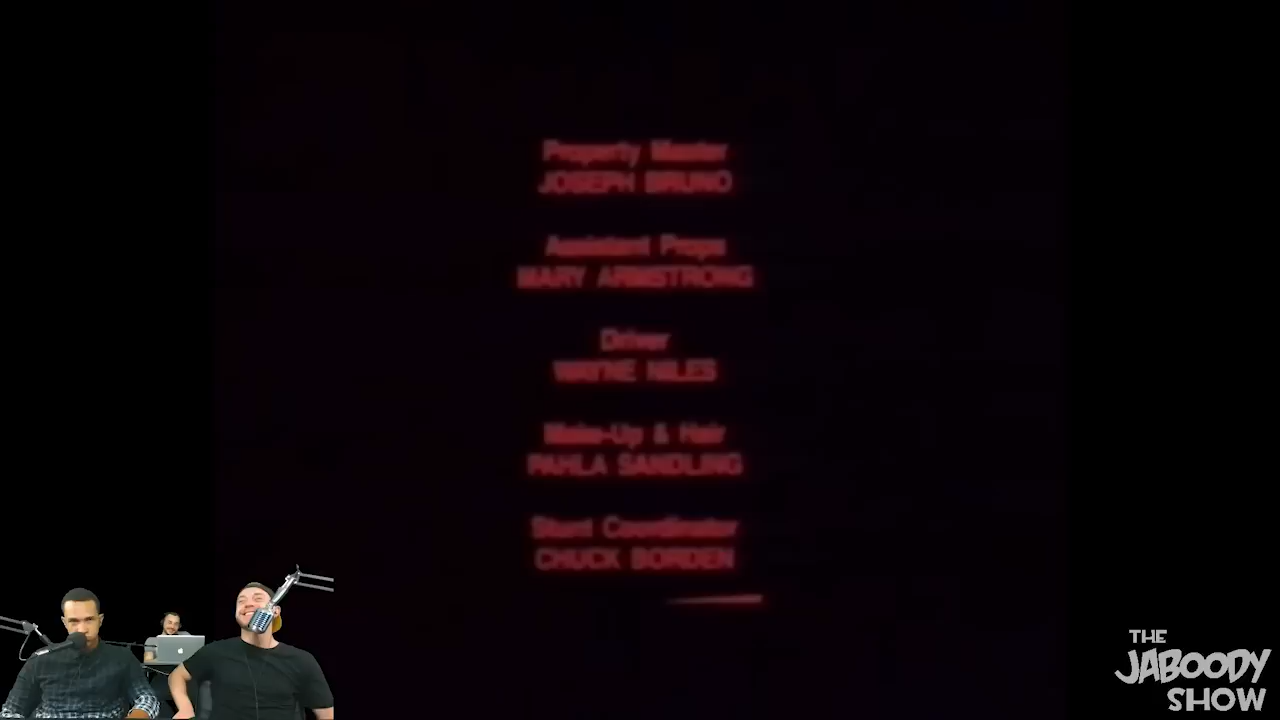 Property Master
JOSEPH BRUNO
Assistant Props
MARY ARMSTRONG
Driver
WAYNE NILES
Make-Up & Hair
PAHLA SANDLING
Stunt Coordinator
CHUCK BORDEN
THE
JABOODY
SHOW